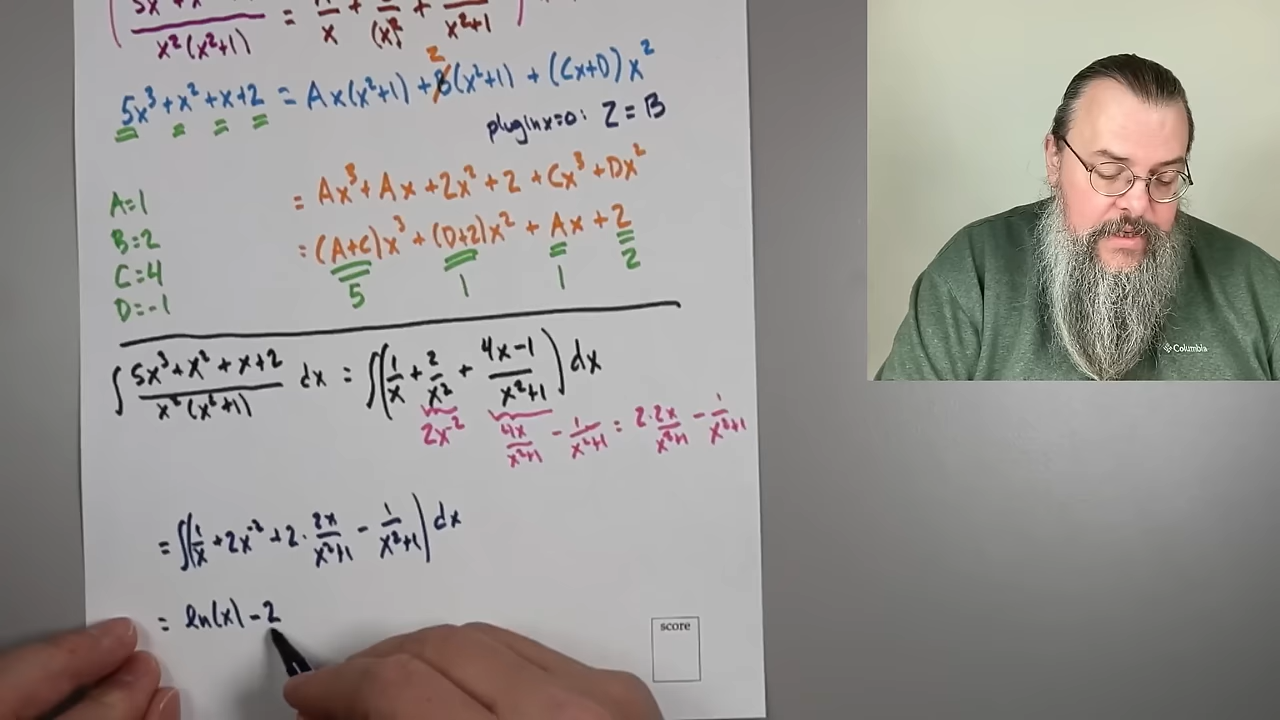 x²(x²+1) = x + (x)² + x²+1
5x³+x²+x+2 = Ax(x²+1) + B(x²+1) + (Cx+D)x²
2
plug in x=0: 2=B
= Ax³+Ax+2x²+2+Cx³+Dx²
= (A+C)x³+(D+2)x²+Ax+2
5 1 1 2
A=1
B=2
C=4
D=-1
∫ (5x³+x²+x+2)/(x²(x²+1)) dx = ∫(1/x + 2/x² + (4x-1)/(x²+1)) dx
2x⁻² 4x/(x²+1) - 1/(x²+1) = 2·2x/(x²+1) - 1/(x²+1)
= ∫(1/x + 2x⁻² + 2·2x/(x²+1) - 1/(x²+1)) dx
= ln|x| - 2
score
Columbia